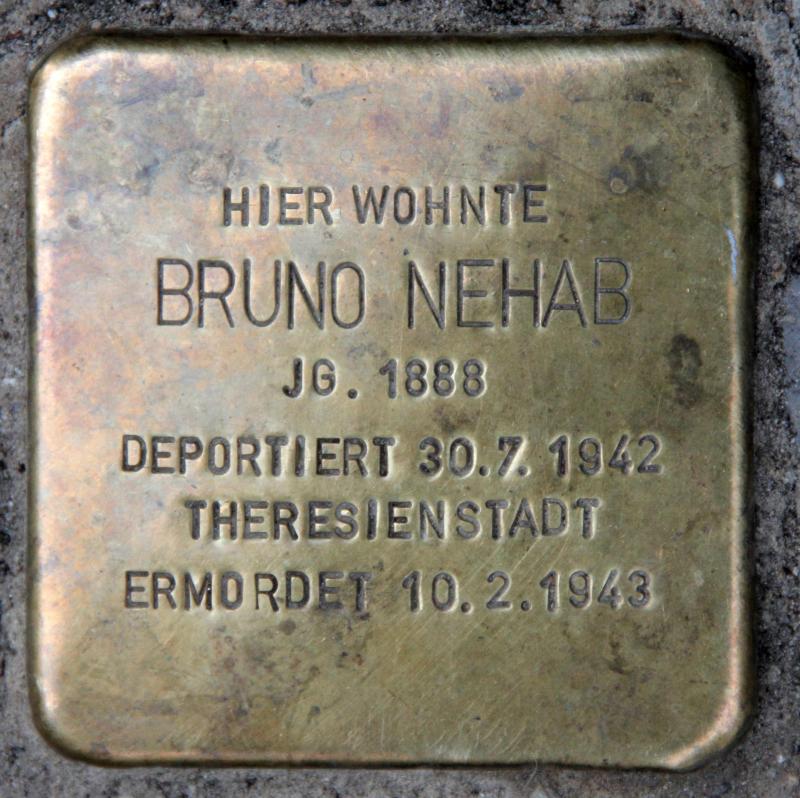 HIER WOHNTE
BRUNO NEHAB
JG. 1888
DEPORTIERT 30.7. 1942
THERESIENSTADT
ERMORDET 10.2.1943